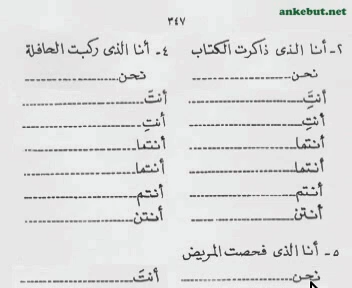 ankebut.net
٣٤٧
٢- أنا الذى ذاكرت الكتاب
نحن
أنتَِ
أنتِ
أنتما
أنتما
أنتم
أنتن
٤- أنا الذى ركبت الحافلة
نحن
أنتَ
أنتِ
أنتما
أنتما
أنتم
أنتن
٥- أنا الذى فحصت المريض
نحن
أنتَ